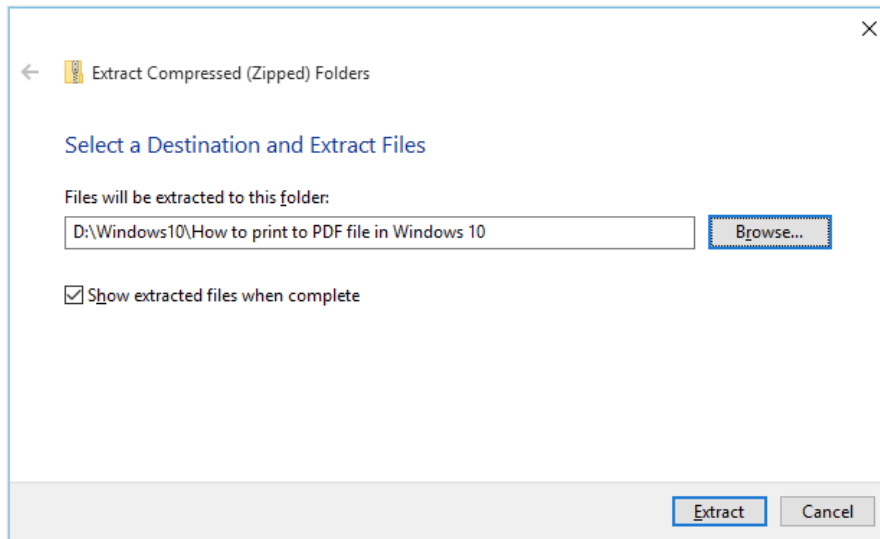 Extract Compressed (Zipped) Folders
Select a Destination and Extract Files
Files will be extracted to this folder:
D:\Windows10\How to print to PDF file in Windows 10
Browse...
Show extracted files when complete
Extract
Cancel